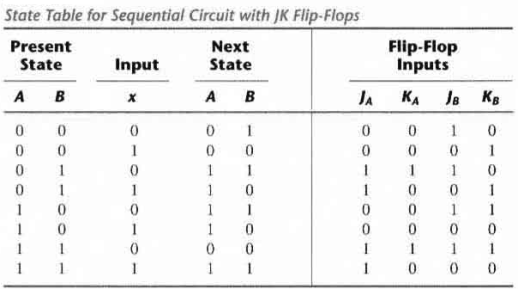 State Table for Sequential Circuit with JK Flip-Flops
Present State Input Next State Flip-Flop Inputs
A B x A B J_A K_A J_B K_B
0 0 0 0 1 0 0 1 0
0 0 1 0 0 0 0 0 1
0 1 0 1 1 1 1 1 0
0 1 1 1 0 1 0 0 1
1 0 0 1 1 0 0 1 1
1 0 1 1 0 0 0 0 0
1 1 0 0 0 1 1 1 1
1 1 1 1 1 1 0 0 0